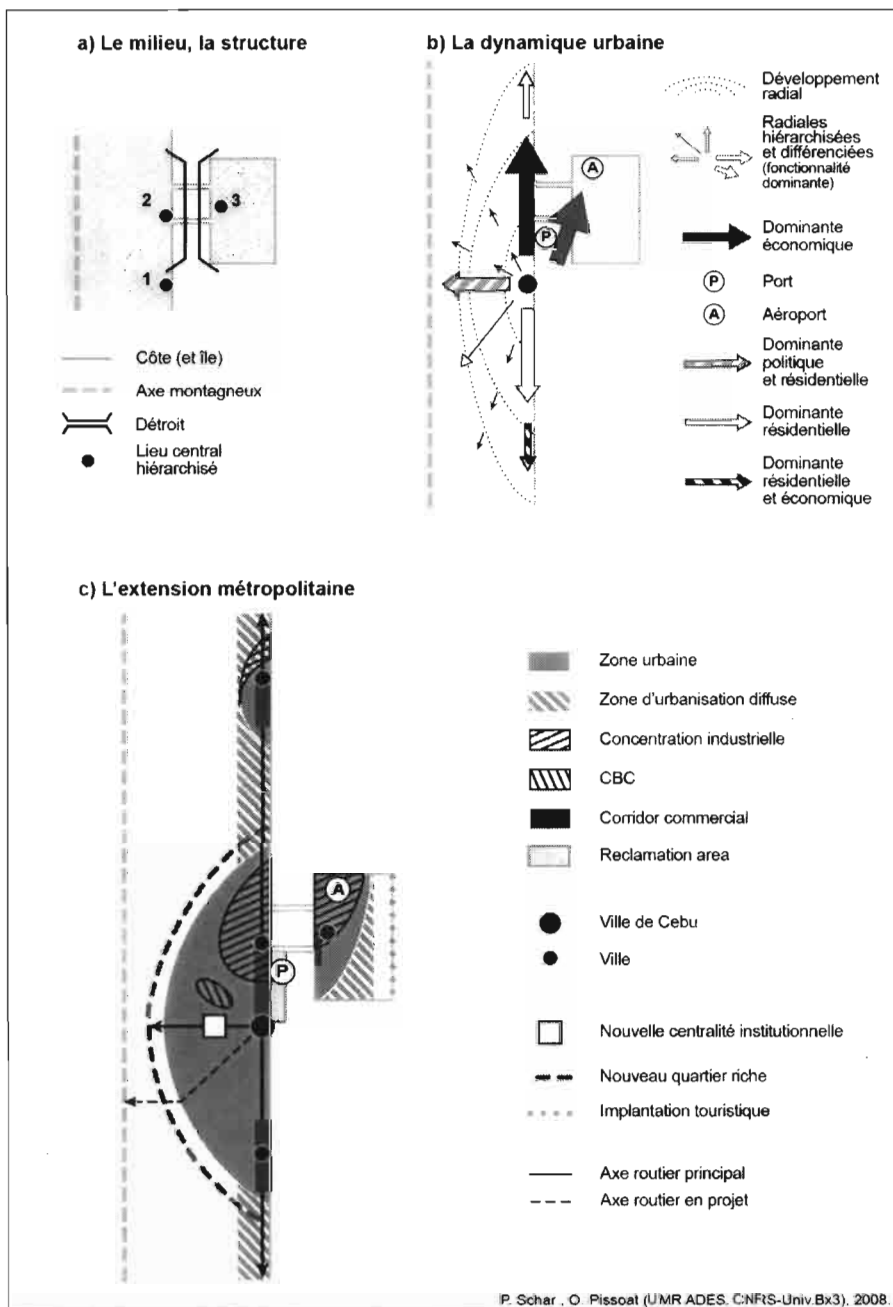 a) Le milieu, la structure
2
3
1
Côte (et île)
Axe montagneux
Détroit
Lieu central
hiérarchisé
b) La dynamique urbaine
A
P
Développement
radial
Radiales
hiérarchisées
et différenciées
(fonctionnalité
dominante)
Dominante
économique
P
Port
A
Aéroport
Dominante
politique
et résidentielle
Dominante
résidentielle
Dominante
résidentielle
et économique
c) L'extension métropolitaine
A
P
Zone urbaine
Zone d'urbanisation diffuse
Concentration industrielle
CBC
Corridor commercial
Reclamation area
Ville de Cebu
Ville
Nouvelle centralité institutionnelle
Nouveau quartier riche
Implantation touristique
Axe routier principal
Axe routier en projet
P. Schar , O. Pissoat (UMR ADES, CNRS-Univ.Bx3), 2008